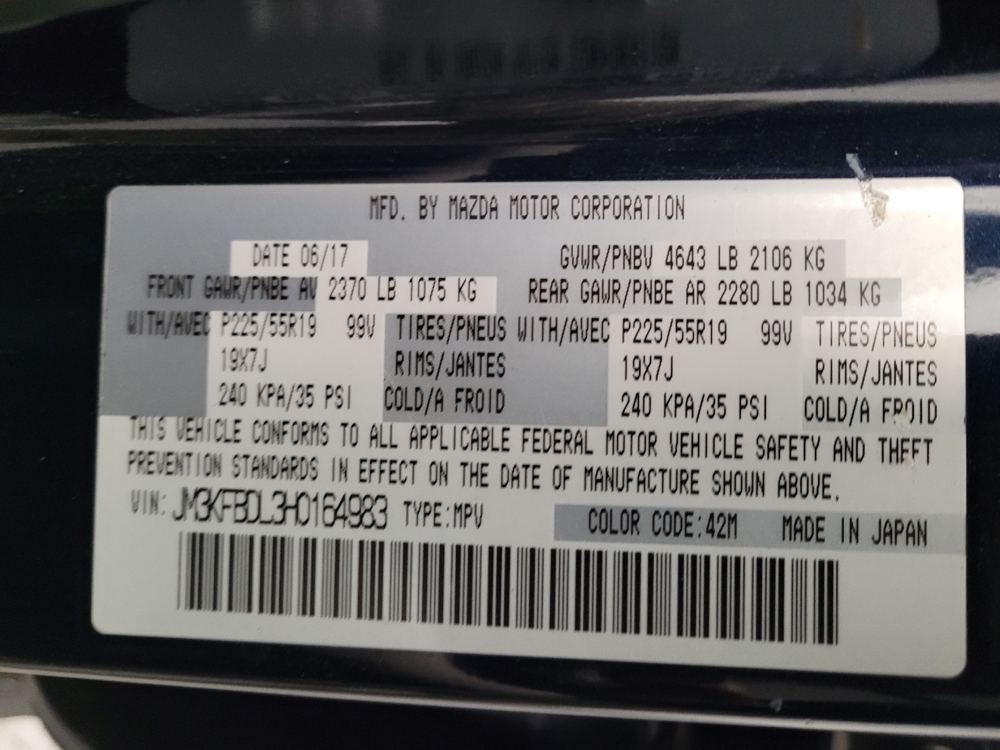 MFD. BY MAZDA MOTOR CORPORATION
DATE 06/17 GVWR/PNBV 4643 LB 2106 KG
FRONT GAWR/PNBE AV 2370 LB 1075 KG REAR GAWR/PNBE AR 2280 LB 1034 KG
WITH/AVEC P225/55R19 99V TIRES/PNEUS WITH/AVEC P225/55R19 99V TIRES/PNEUS
19X7J RIMS/JANTES 19X7J RIMS/JANTES
240 KPA/35 PSI COLD/A FROID 240 KPA/35 PSI COLD/A FROID
THIS VEHICLE CONFORMS TO ALL APPLICABLE FEDERAL MOTOR VEHICLE SAFETY AND THEFT
PREVENTION STANDARDS IN EFFECT ON THE DATE OF MANUFACTURE SHOWN ABOVE.
VIN: JM3KFBDL3H0164983 TYPE:MPV COLOR CODE:42M MADE IN JAPAN